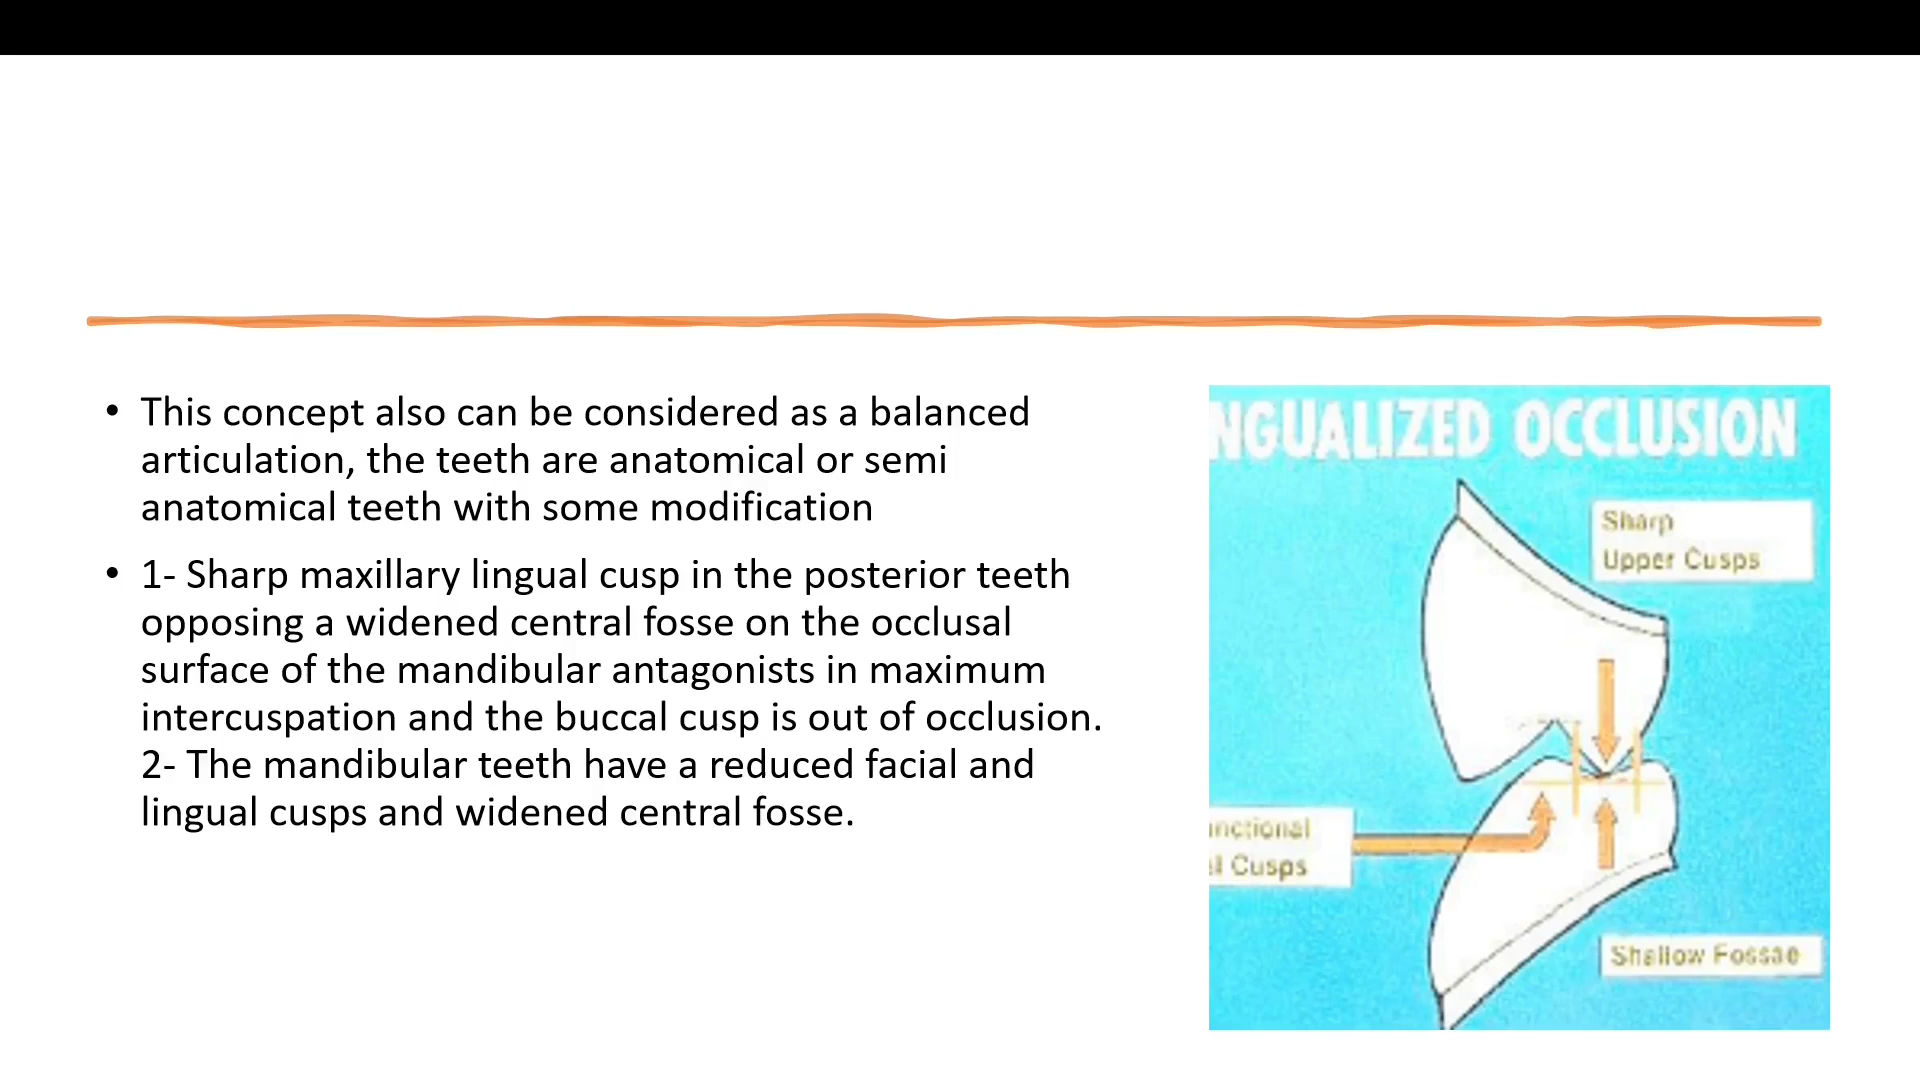 • This concept also can be considered as a balanced
articulation, the teeth are anatomical or semi
anatomical teeth with some modification
• 1- Sharp maxillary lingual cusp in the posterior teeth
opposing a widened central fosse on the occlusal
surface of the mandibular antagonists in maximum
intercuspation and the buccal cusp is out of occlusion.
2- The mandibular teeth have a reduced facial and
lingual cusps and widened central fosse.
NGUALIZED OCCLUSION
Sharp
Upper Cusps
nctional
l Cusps
Shallow Fossae